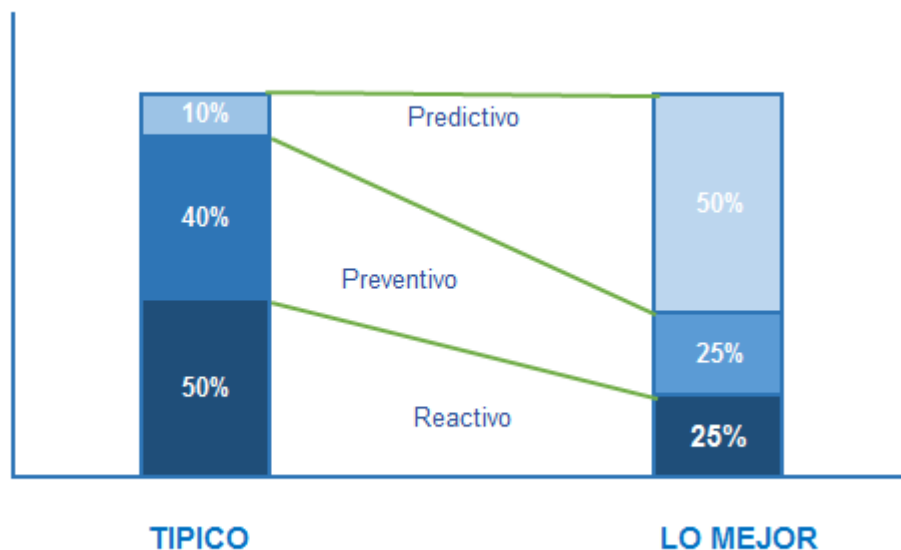 10%
Predictivo
40%
50%
Preventivo
25%
50%
Reactivo
25%
TIPICO
LO MEJOR